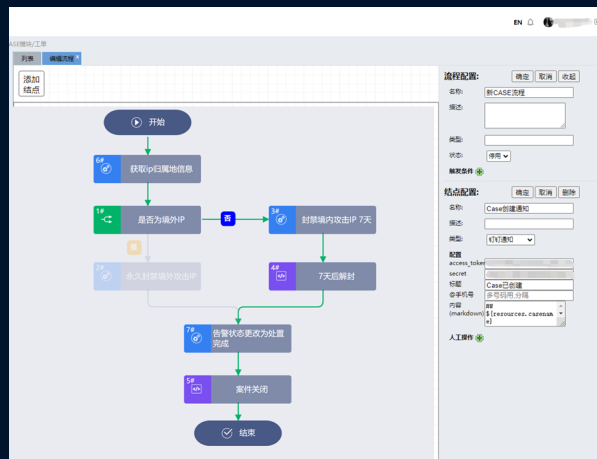 EN
ASE模块/工单
列表 编辑流程 ×
添加
结点
开始
6#
获取ip归属地信息
1#
是否为境外IP
否
3#
封禁境内攻击IP 7天
是
2#
永久封禁境外攻击IP
4#
7天后解封
7#
告警状态更改为处置
完成
5#
案件关闭
结束
流程配置: 确定 取消 收起
名称: 新CASE流程
描述:
类型:
状态: 停用
触发条件
结点配置: 确定 取消 删除
名称: Case创建通知
描述:
类型: 钉钉通知
配置
access_token
secret
标题 Case已创建
@手机号 多号码用,分隔
内容
(markdown)
##
${resources.casenam
e}
人工操作